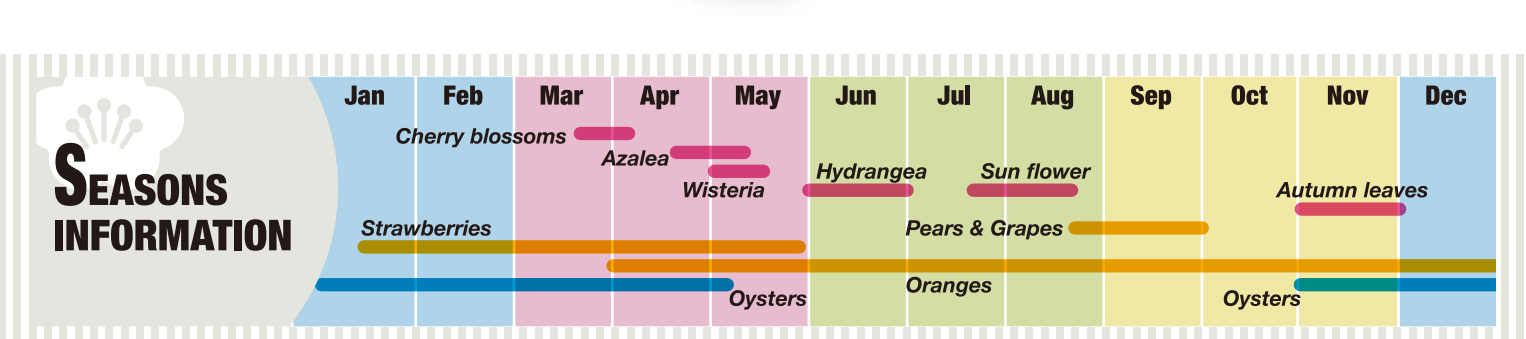 SEASONS
INFORMATION
Jan Feb Mar Apr May Jun Jul Aug Sep Oct Nov Dec
Cherry blossoms
Azalea
Wisteria
Hydrangea
Sun flower
Autumn leaves
Strawberries
Pears & Grapes
Oranges
Oysters
Oysters